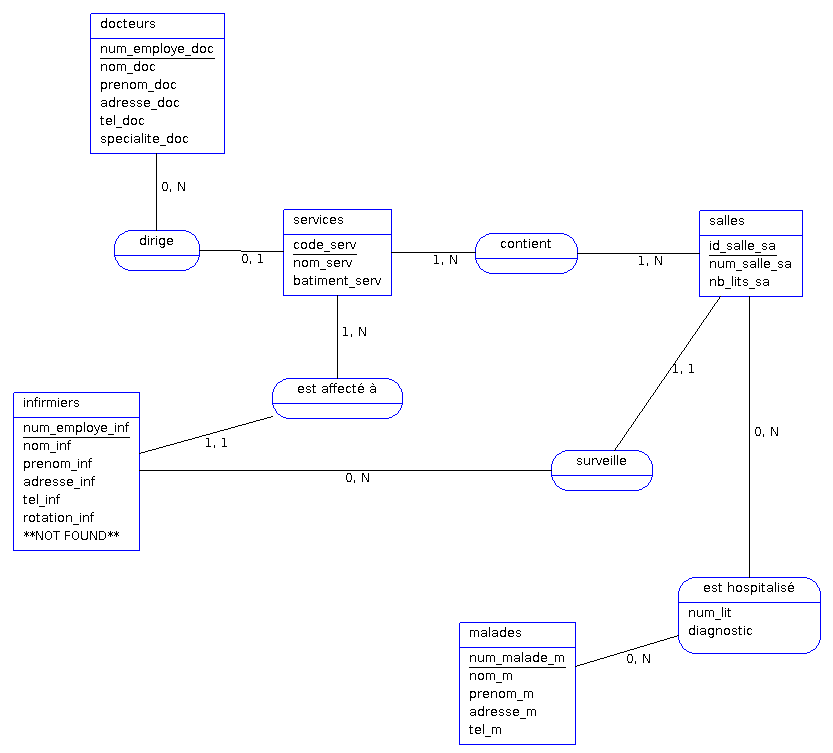 docteurs
num_employe_doc
nom_doc
prenom_doc
adresse_doc
tel_doc
specialite_doc
0, N
dirige
0, 1
services
code_serv
nom_serv
batiment_serv
1, N
contient
1, N
salles
id_salle_sa
num_salle_sa
nb_lits_sa
1, N
est affecté à
1, 1
infirmiers
num_employe_inf
nom_inf
prenom_inf
adresse_inf
tel_inf
rotation_inf
**NOT FOUND**
0, N
surveille
1, 1
0, N
est hospitalisé
num_lit
diagnostic
0, N
malades
num_malade_m
nom_m
prenom_m
adresse_m
tel_m